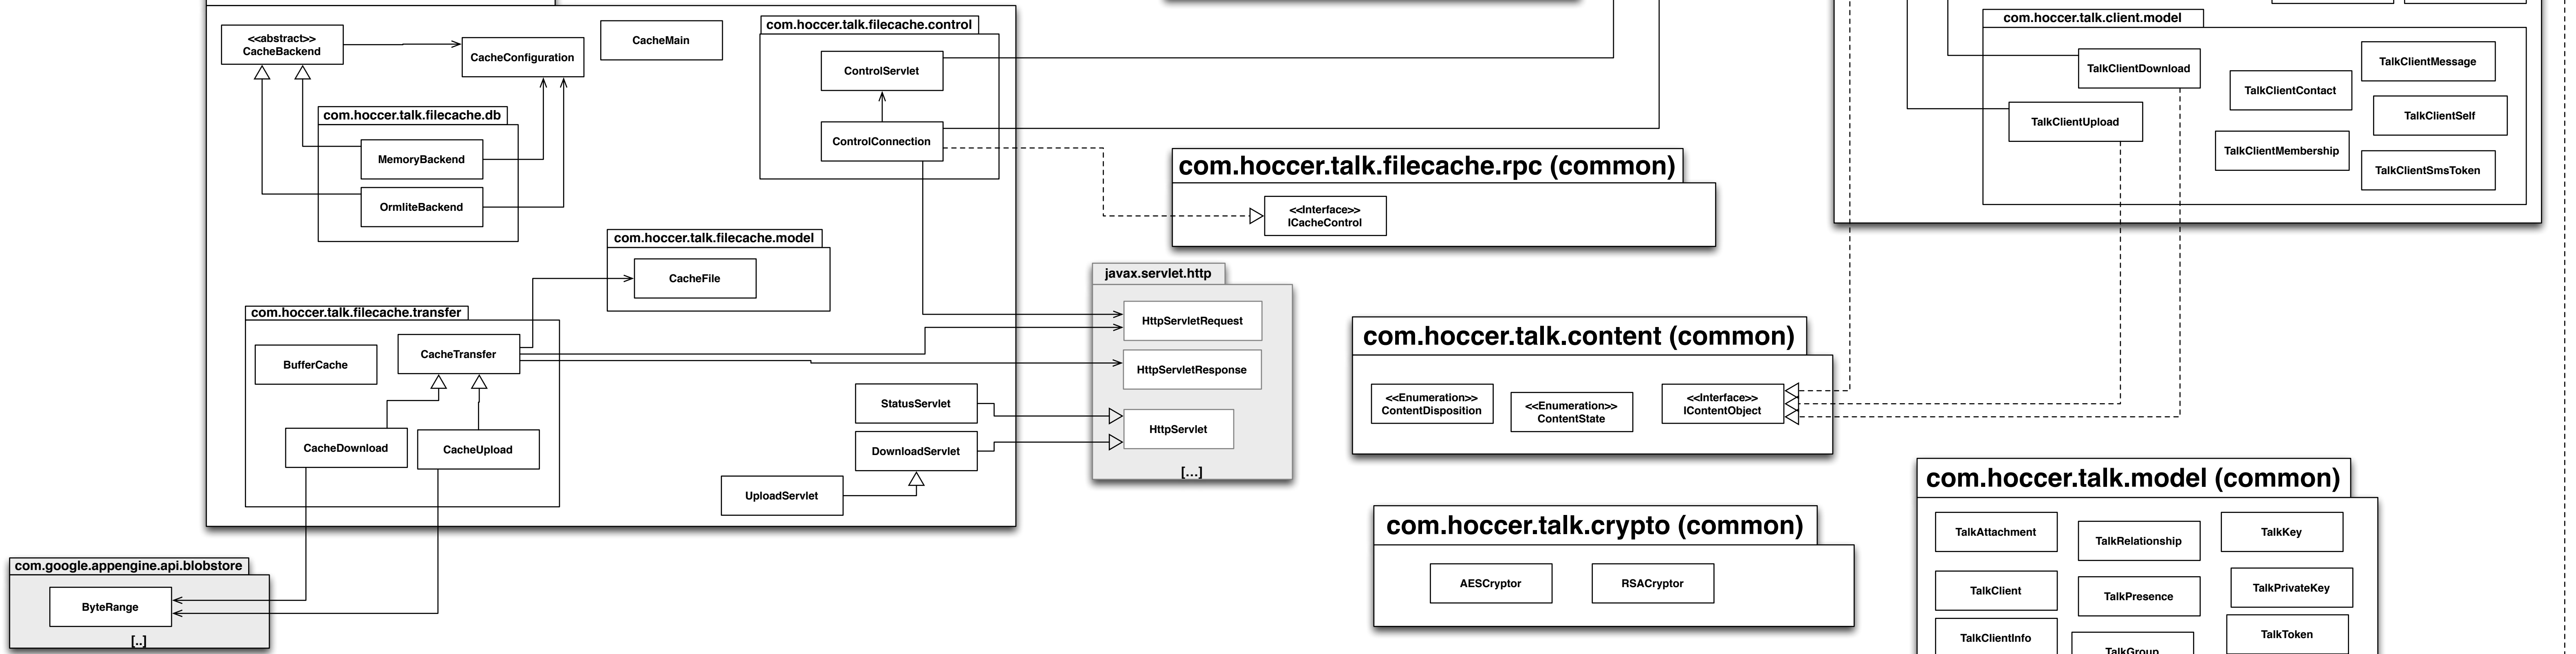 <<abstract>>
CacheBackend
CacheConfiguration
CacheMain
com.hoccer.talk.filecache.control
ControlServlet
ControlConnection
com.hoccer.talk.filecache.db
MemoryBackend
OrmliteBackend
com.hoccer.talk.filecache.model
CacheFile
com.hoccer.talk.filecache.transfer
BufferCache
CacheTransfer
CacheDownload
CacheUpload
StatusServlet
DownloadServlet
UploadServlet
com.google.appengine.api.blobstore
ByteRange
[..]
com.hoccer.talk.filecache.rpc (common)
<<Interface>>
ICacheControl
javax.servlet.http
HttpServletRequest
HttpServletResponse
HttpServlet
[...]
com.hoccer.talk.content (common)
<<Enumeration>>
ContentDisposition
<<Enumeration>>
ContentState
<<Interface>>
IContentObject
com.hoccer.talk.crypto (common)
AESCryptor
RSACryptor
com.hoccer.talk.client.model
TalkClientDownload
TalkClientUpload
TalkClientContact
TalkClientMembership
TalkClientMessage
TalkClientSelf
TalkClientSmsToken
com.hoccer.talk.model (common)
TalkAttachment
TalkRelationship
TalkKey
TalkClient
TalkPresence
TalkPrivateKey
TalkClientInfo
TalkGroup
TalkToken